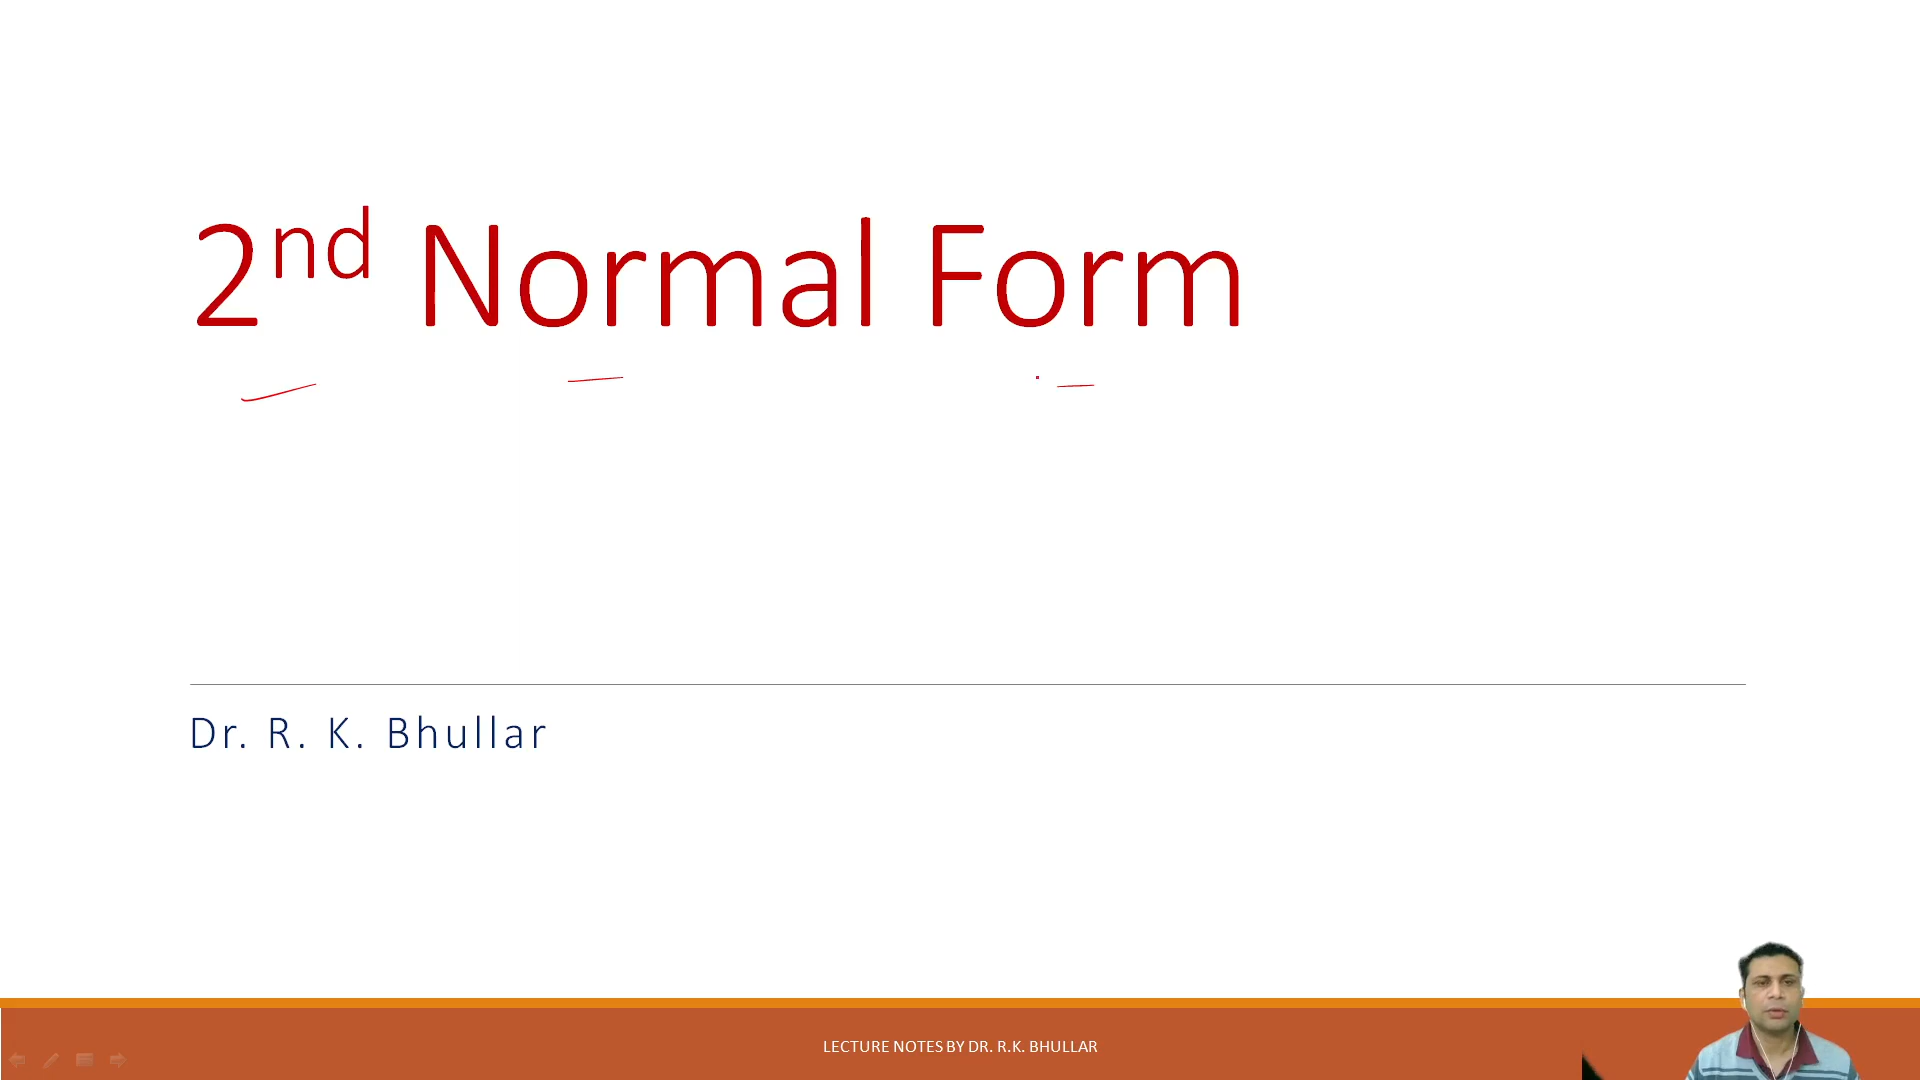 2nd Normal Form
Dr. R. K. Bhullar
LECTURE NOTES BY DR. R.K. BHULLAR